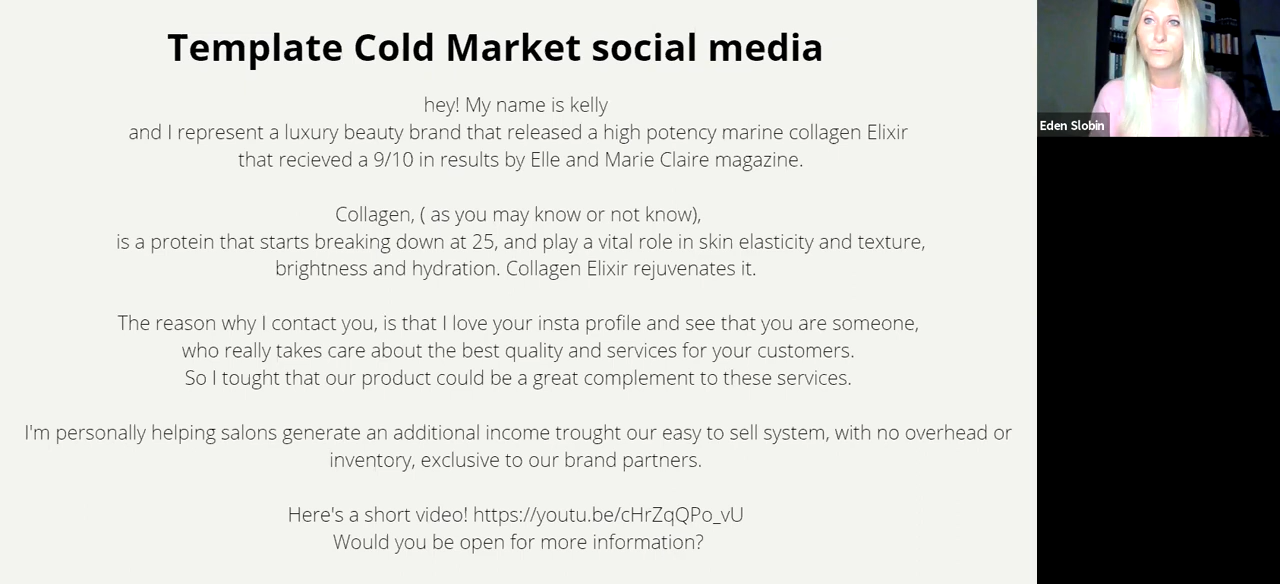 Template Cold Market social media
hey! My name is kelly
and I represent a luxury beauty brand that released a high potency marine collagen Elixir
that recieved a 9/10 in results by Elle and Marie Claire magazine.
Collagen, ( as you may know or not know),
is a protein that starts breaking down at 25, and play a vital role in skin elasticity and texture,
brightness and hydration. Collagen Elixir rejuvenates it.
The reason why I contact you, is that I love your insta profile and see that you are someone,
who really takes care about the best quality and services for your customers.
So I tought that our product could be a great complement to these services.
I'm personally helping salons generate an additional income trought our easy to sell system, with no overhead or
inventory, exclusive to our brand partners.
Here's a short video! https://youtu.be/cHrZqQPo_vU
Would you be open for more information?
Eden Slobin